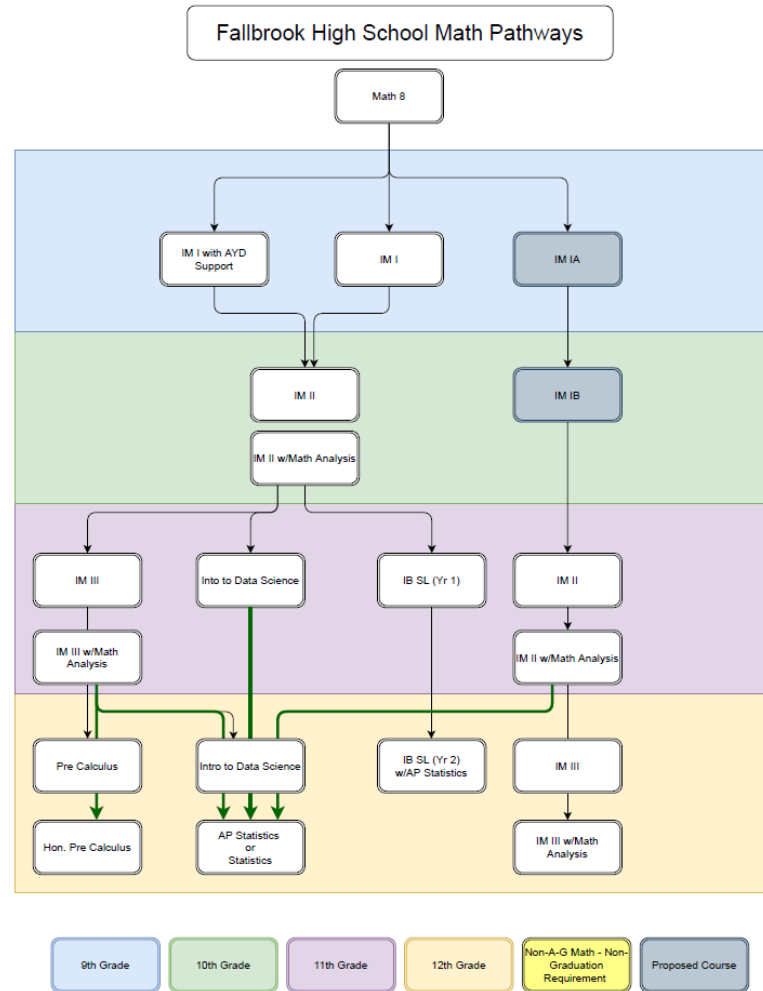 Fallbrook High School Math Pathways
Math 8
IM I with AYD
Support
IM I
IM IA
IM II
IM IB
IM II w/Math Analysis
IM III
Into to Data Science
IB SL (Yr 1)
IM II
IM III w/Math
Analysis
IM II w/Math Analysis
Pre Calculus
Intro to Data Science
IB SL (Yr 2)
w/AP Statistics
IM III
Hon. Pre Calculus
AP Statistics
or
Statistics
IM III w/Math
Analysis
9th Grade
10th Grade
11th Grade
12th Grade
Non-A-G Math - Non-
Graduation
Requirement
Proposed Course